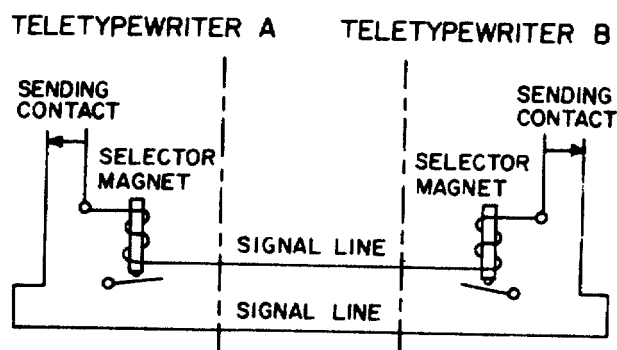 TELETYPEWRITER A
TELETYPEWRITER B
SENDING
CONTACT
SENDING
CONTACT
SELECTOR
MAGNET
SELECTOR
MAGNET
SIGNAL LINE
SIGNAL LINE